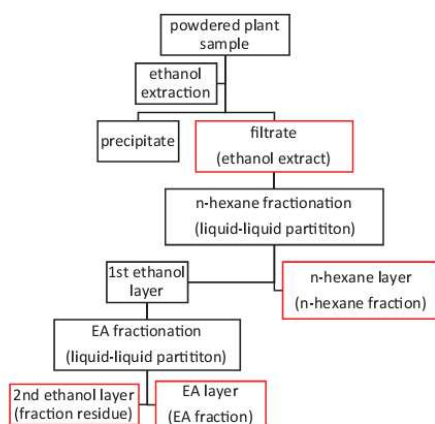 powdered plant
sample
ethanol
extraction
precipitate
filtrate
(ethanol extract)
n-hexane fractionation
(liquid-liquid partititon)
1st ethanol
layer
n-hexane layer
(n-hexane fraction)
EA fractionation
(liquid-liquid partititon)
2nd ethanol layer
(fraction residue)
EA layer
(EA fraction)